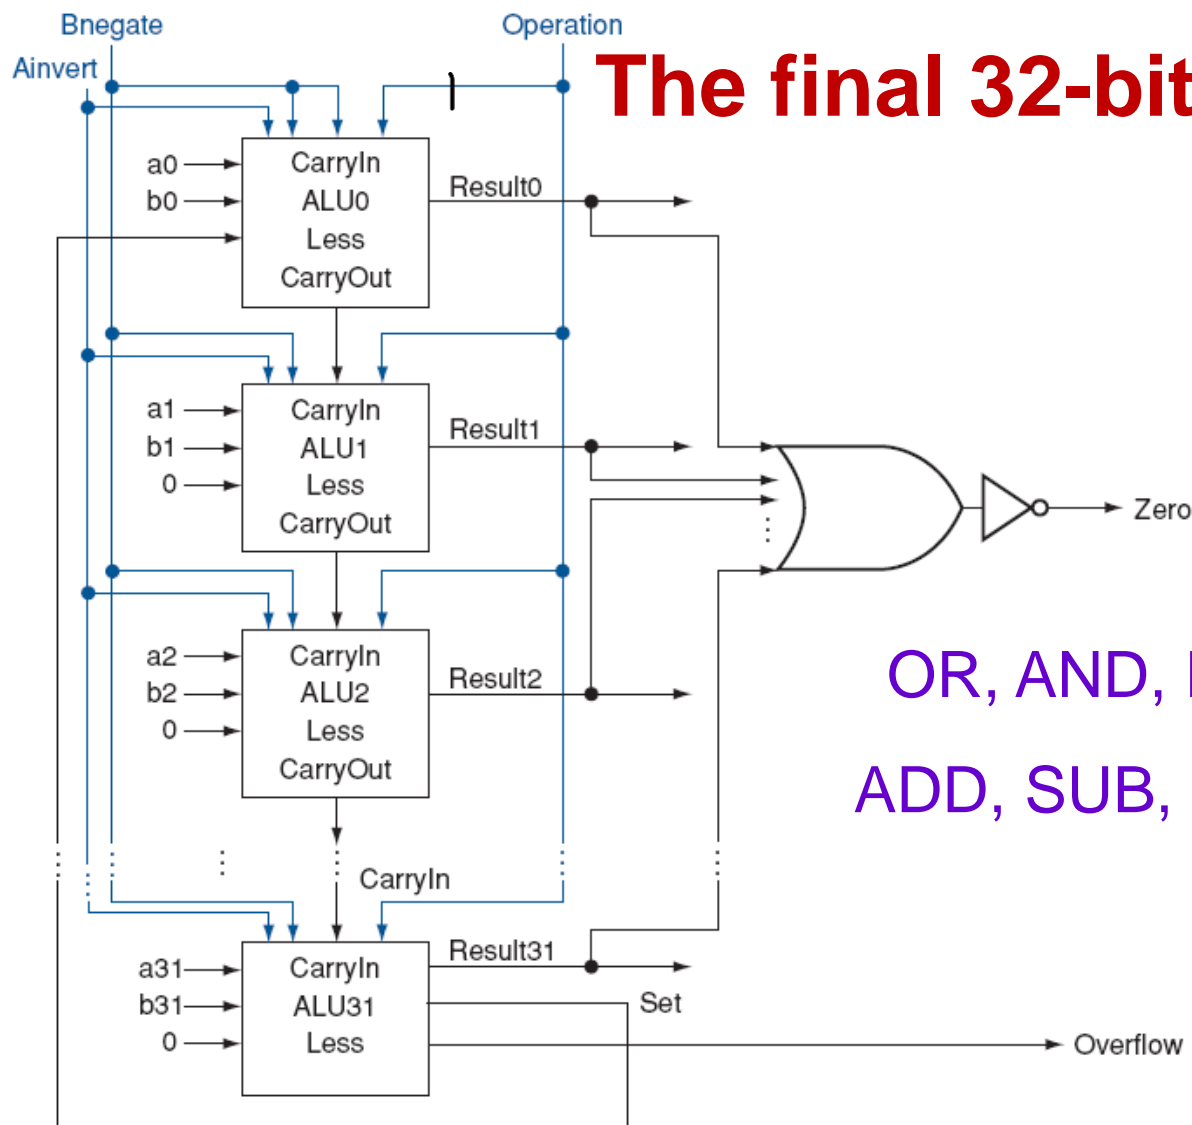 Bnegate
Operation
Ainvert
The final 32-bit
a0
CarryIn
b0
ALU0
Result0
Less
CarryOut
a1
CarryIn
b1
ALU1
Result1
0
Less
CarryOut
Zero
a2
CarryIn
b2
ALU2
Result2
0
Less
CarryOut
OR, AND,
ADD, SUB,
CarryIn
a31
CarryIn
Result31
b31
ALU31
Set
0
Less
Overflow